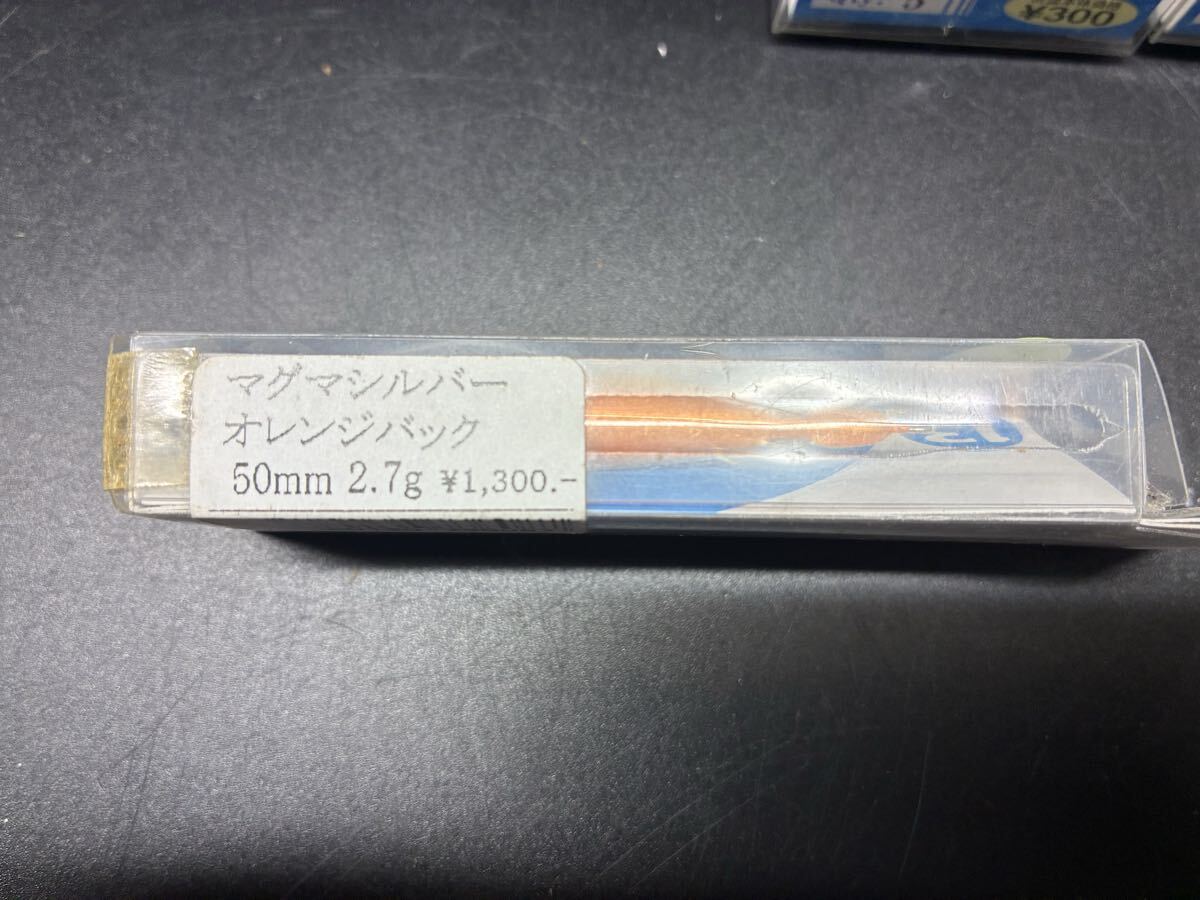 ¥300
マグマシルバー
オレンジバック
50mm 2.7g ¥1,300.-